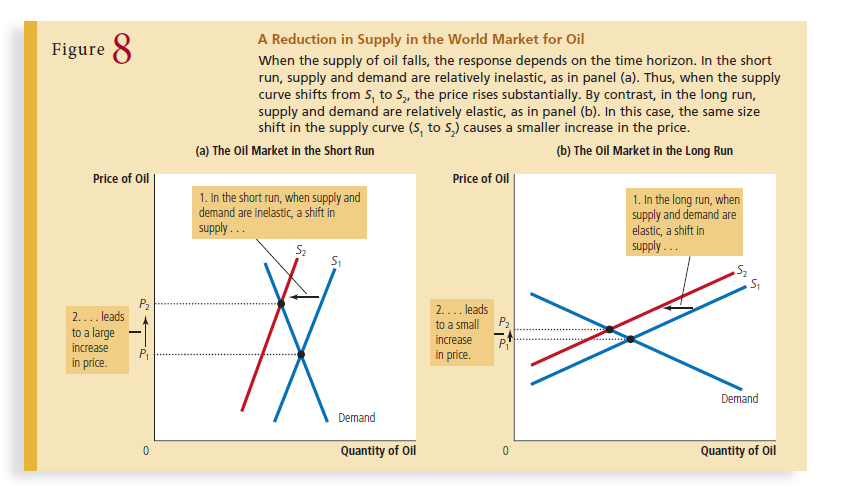 Figure 8
A Reduction in Supply in the World Market for Oil
When the supply of oil falls, the response depends on the time horizon. In the short
run, supply and demand are relatively inelastic, as in panel (a). Thus, when the supply
curve shifts from S₁ to S₂, the price rises substantially. By contrast, in the long run,
supply and demand are relatively elastic, as in panel (b). In this case, the same size
shift in the supply curve (S₁ to S₂) causes a smaller increase in the price.
(a) The Oil Market in the Short Run
Price of Oil
1. In the short run, when supply and
demand are inelastic, a shift in
supply . . .
S₂
S₁
2. . . . leads
to a large
increase
in price.
P₂
P₁
Demand
0
Quantity of Oil
(b) The Oil Market in the Long Run
Price of Oil
1. In the long run, when
supply and demand are
elastic, a shift in
supply . . .
S₂
S₁
2. . . . leads
to a small
increase
in price.
P₂
P₁
Demand
0
Quantity of Oil